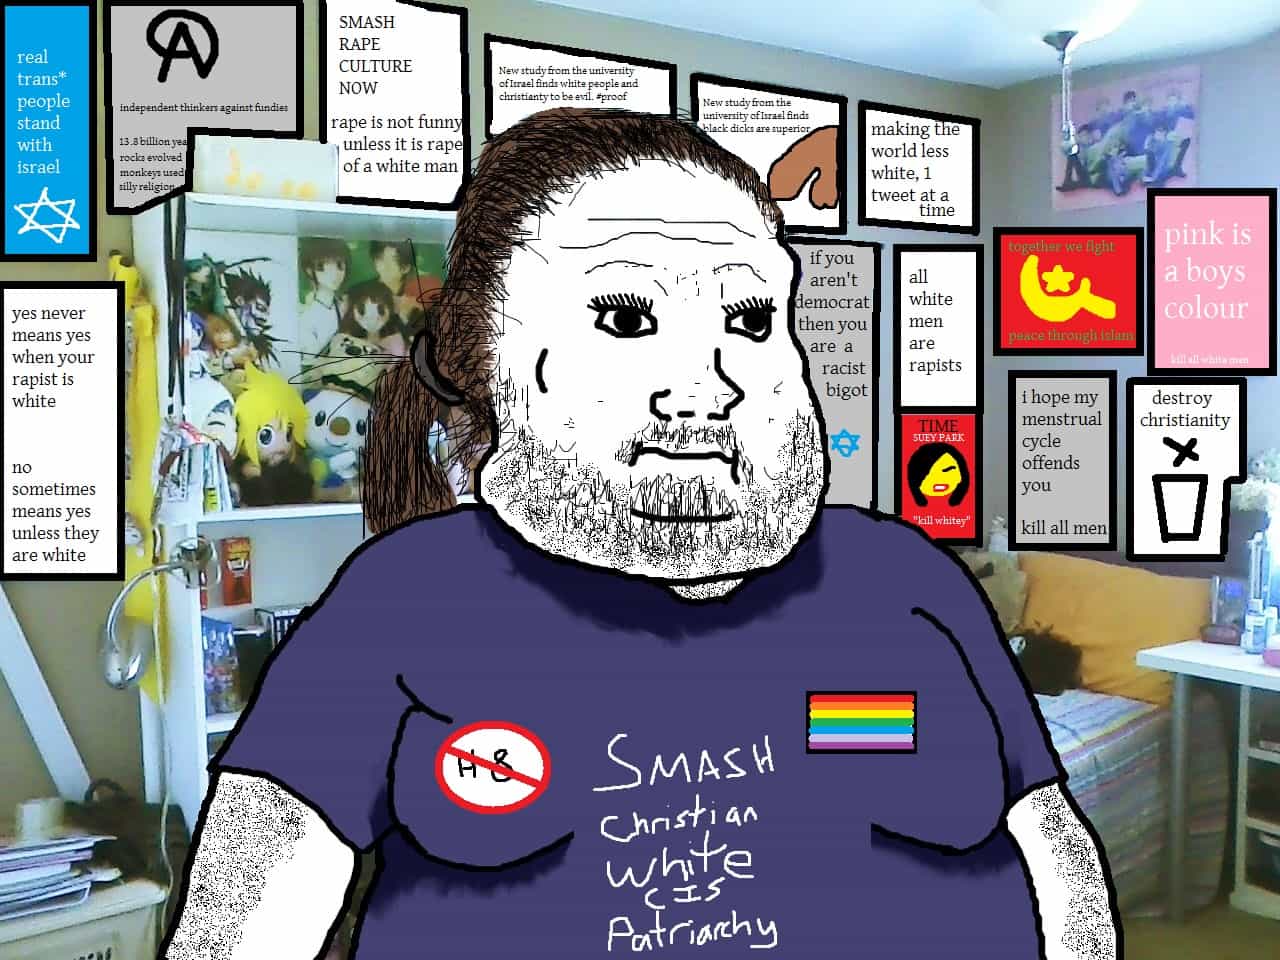 real
trans*
people
stand
with
israel
A
independent thinkers against fundies
13.8 billion yea
rocks evolved
monkeys used
silly religion
SMASH
RAPE
CULTURE
NOW
rape is not funny
unless it is rape
of a white man
New study from the university
of Israel finds white people and
christianty to be evil. #proof
New study from the
university of Israel finds
black dicks are superior
making the
world less
white, 1
tweet at a
time
yes never
means yes
when your
rapist is
white
no
sometimes
means yes
unless they
are white
if you
aren't
democrat
then you
are a
racist
bigot
all
white
men
are
rapists
TIME
SUEY PARK
"kill whitey"
together we fight
peace through islam
pink is
a boys
colour
kill all white men
i hope my
menstrual
cycle
offends
you
kill all men
destroy
christianity
H8
SMASH
Christian
White
CIS
Patriarchy